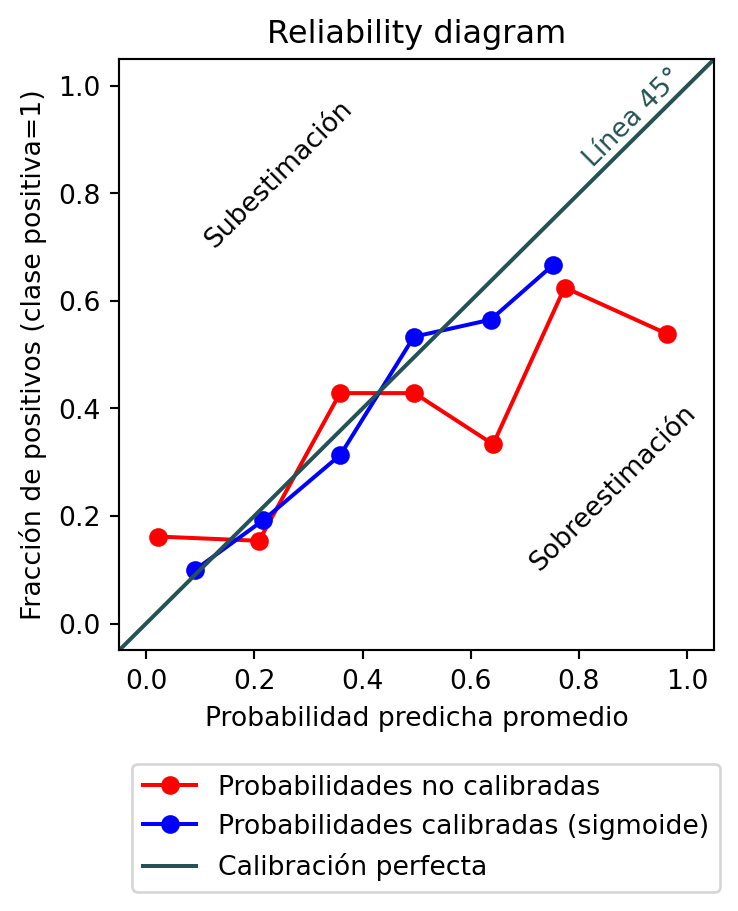 Reliability diagram
Fracción de positivos (clase positiva=1)
1.0
0.8
0.6
0.4
0.2
0.0
Subestimación
Línea 45°
Sobreestimación
0.0 0.2 0.4 0.6 0.8 1.0
Probabilidad predicha promedio
Probabilidades no calibradas
Probabilidades calibradas (sigmoide)
Calibración perfecta